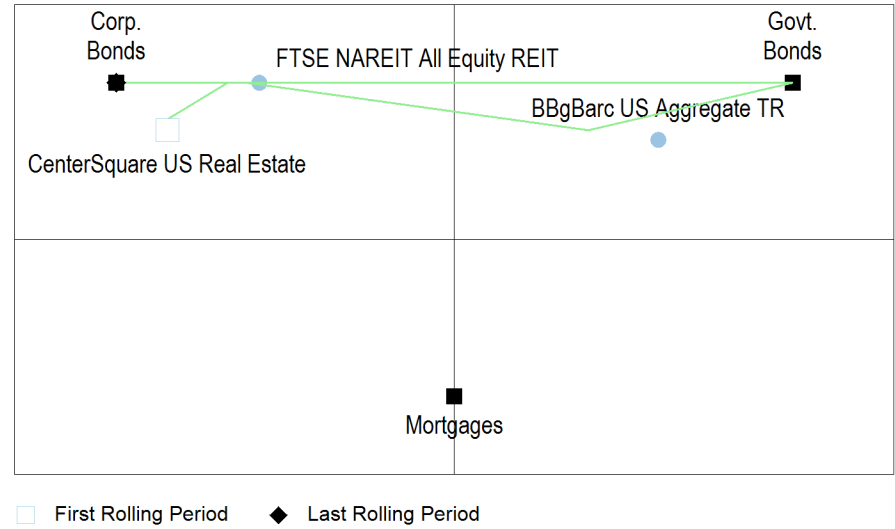 Corp.
Bonds
Govt.
Bonds
FTSE NAREIT All Equity REIT
BBgBarc US Aggregate TR
CenterSquare US Real Estate
Mortgages
First Rolling Period
Last Rolling Period